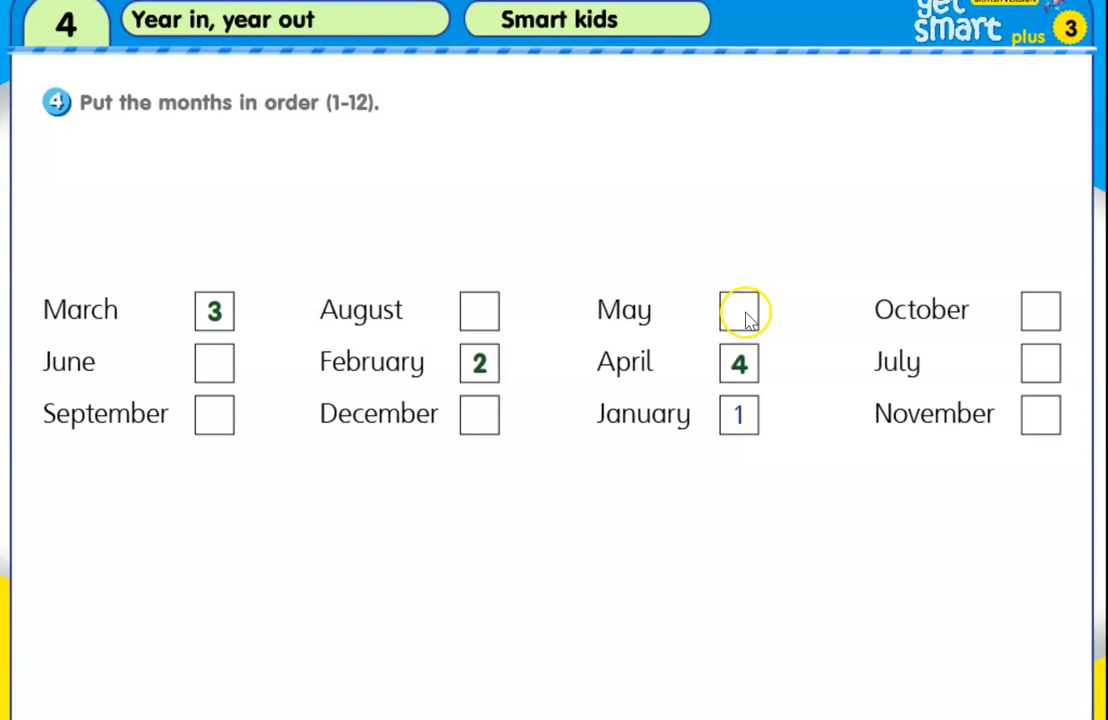 4 Year in, year out Smart kids get
smart plus 3
4 Put the months in order (1-12).
March 3 August May October
June February 2 April 4 July
September December January 1 November